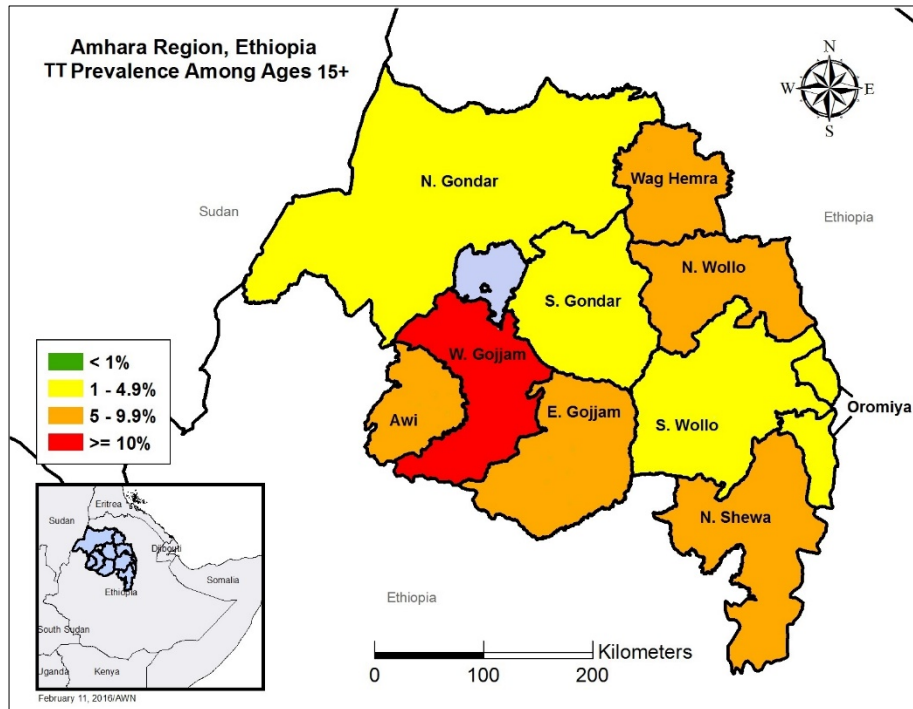 Amhara Region, Ethiopia
TT Prevalence Among Ages 15+
N
W E
S
N. Gondar
Wag Hemra
Sudan
Ethiopia
N. Wollo
S. Gondar
W. Gojjam
< 1%
1 - 4.9%
5 - 9.9%
>= 10%
Awi
E. Gojjam
S. Wollo
Oromiya
N. Shewa
Sudan
Eritrea
Djibouti
Somalia
Ethiopia
South Sudan
Uganda
Kenya
Ethiopia
Kilometers
0 100 200
February 11, 2016/AWN